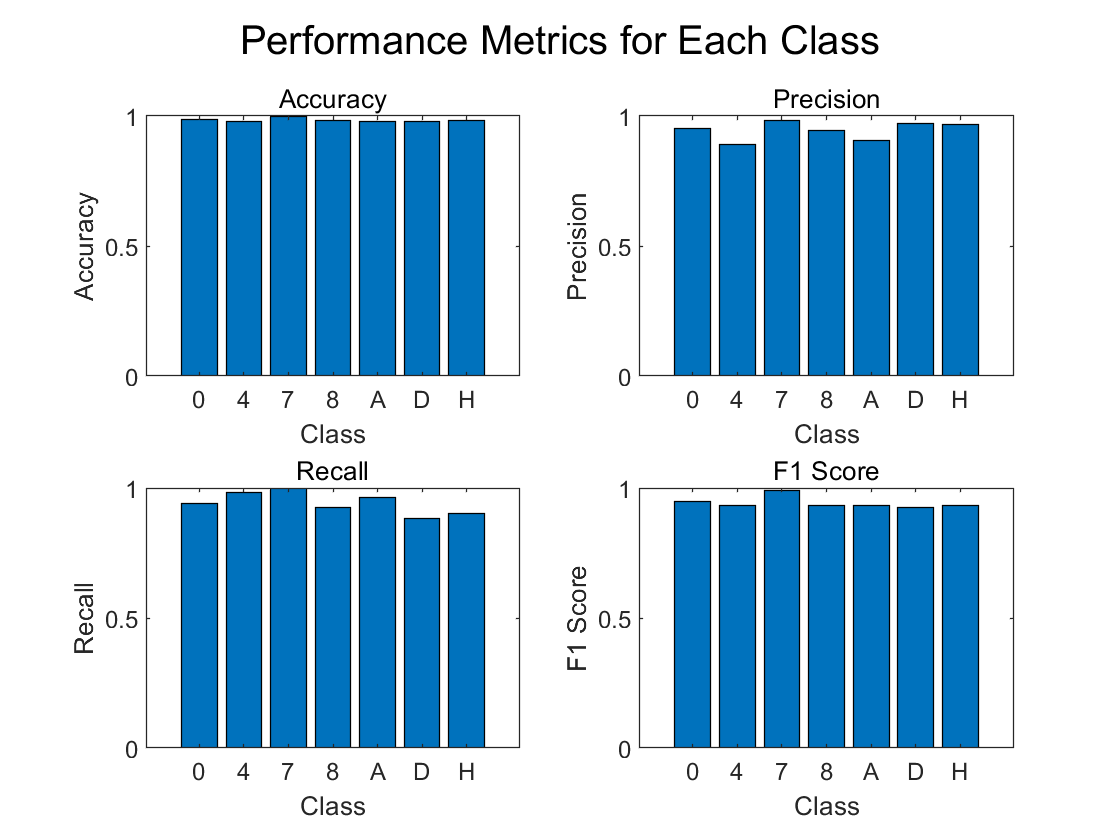 Performance Metrics for Each Class
Accuracy
Accuracy
1
0.5
0
0 4 7 8 A D H
Class
Precision
Precision
1
0.5
0
0 4 7 8 A D H
Class
Recall
Recall
1
0.5
0
0 4 7 8 A D H
Class
F1 Score
F1 Score
1
0.5
0
0 4 7 8 A D H
Class